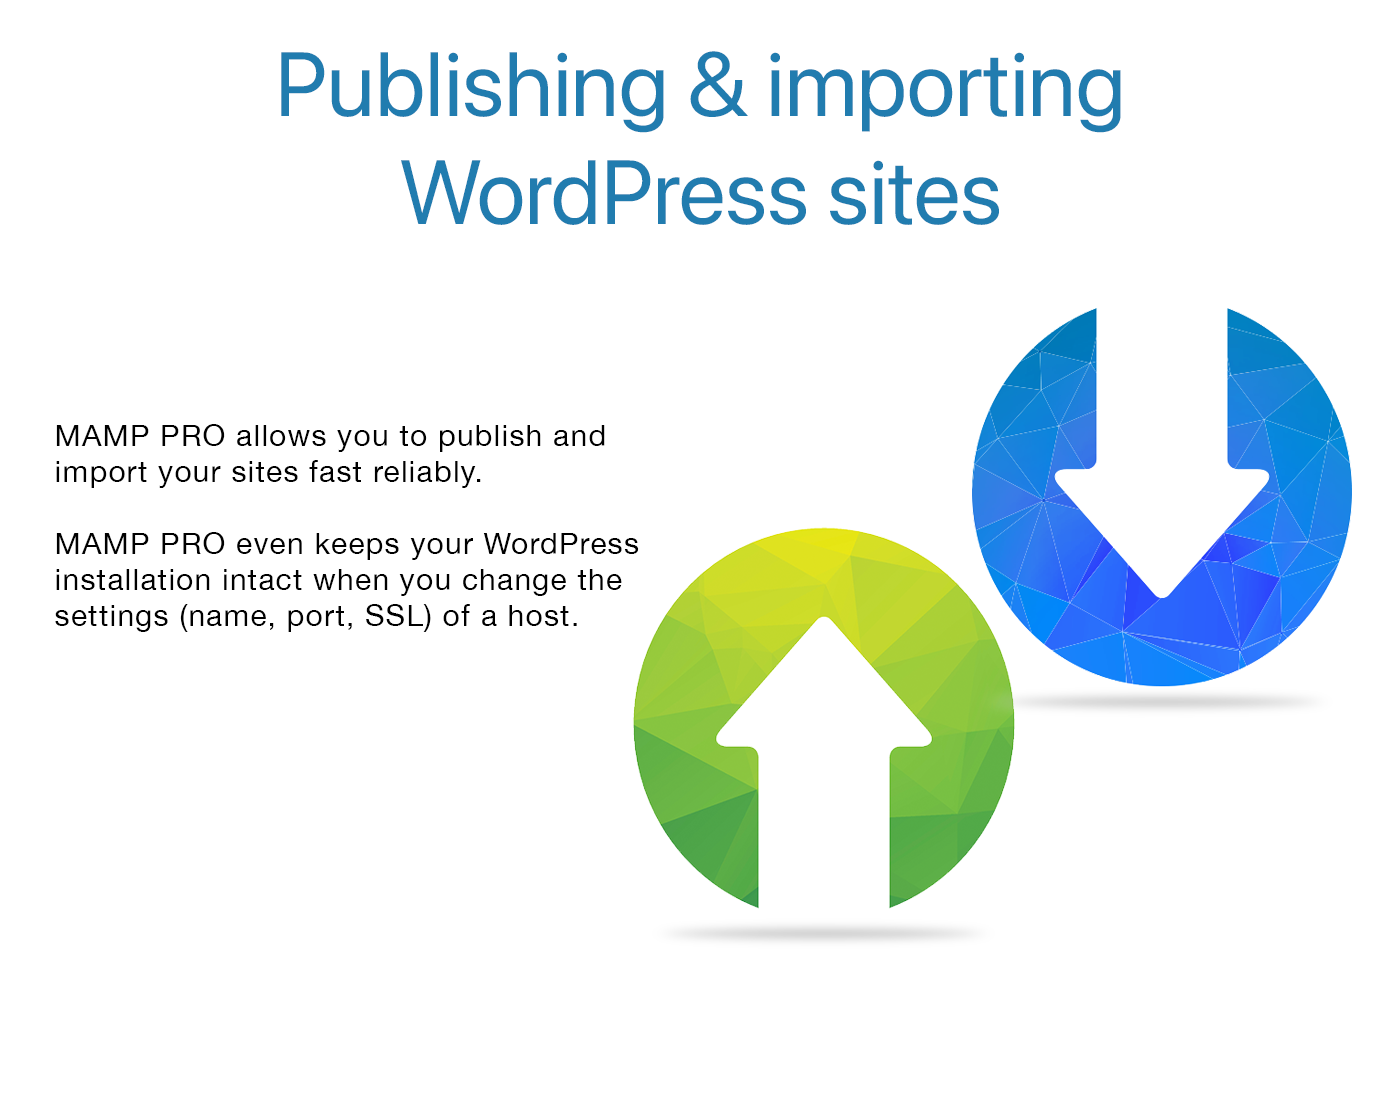 Publishing & importing
WordPress sites
MAMP PRO allows you to publish and
import your sites fast reliably.
MAMP PRO even keeps your WordPress
installation intact when you change the
settings (name, port, SSL) of a host.